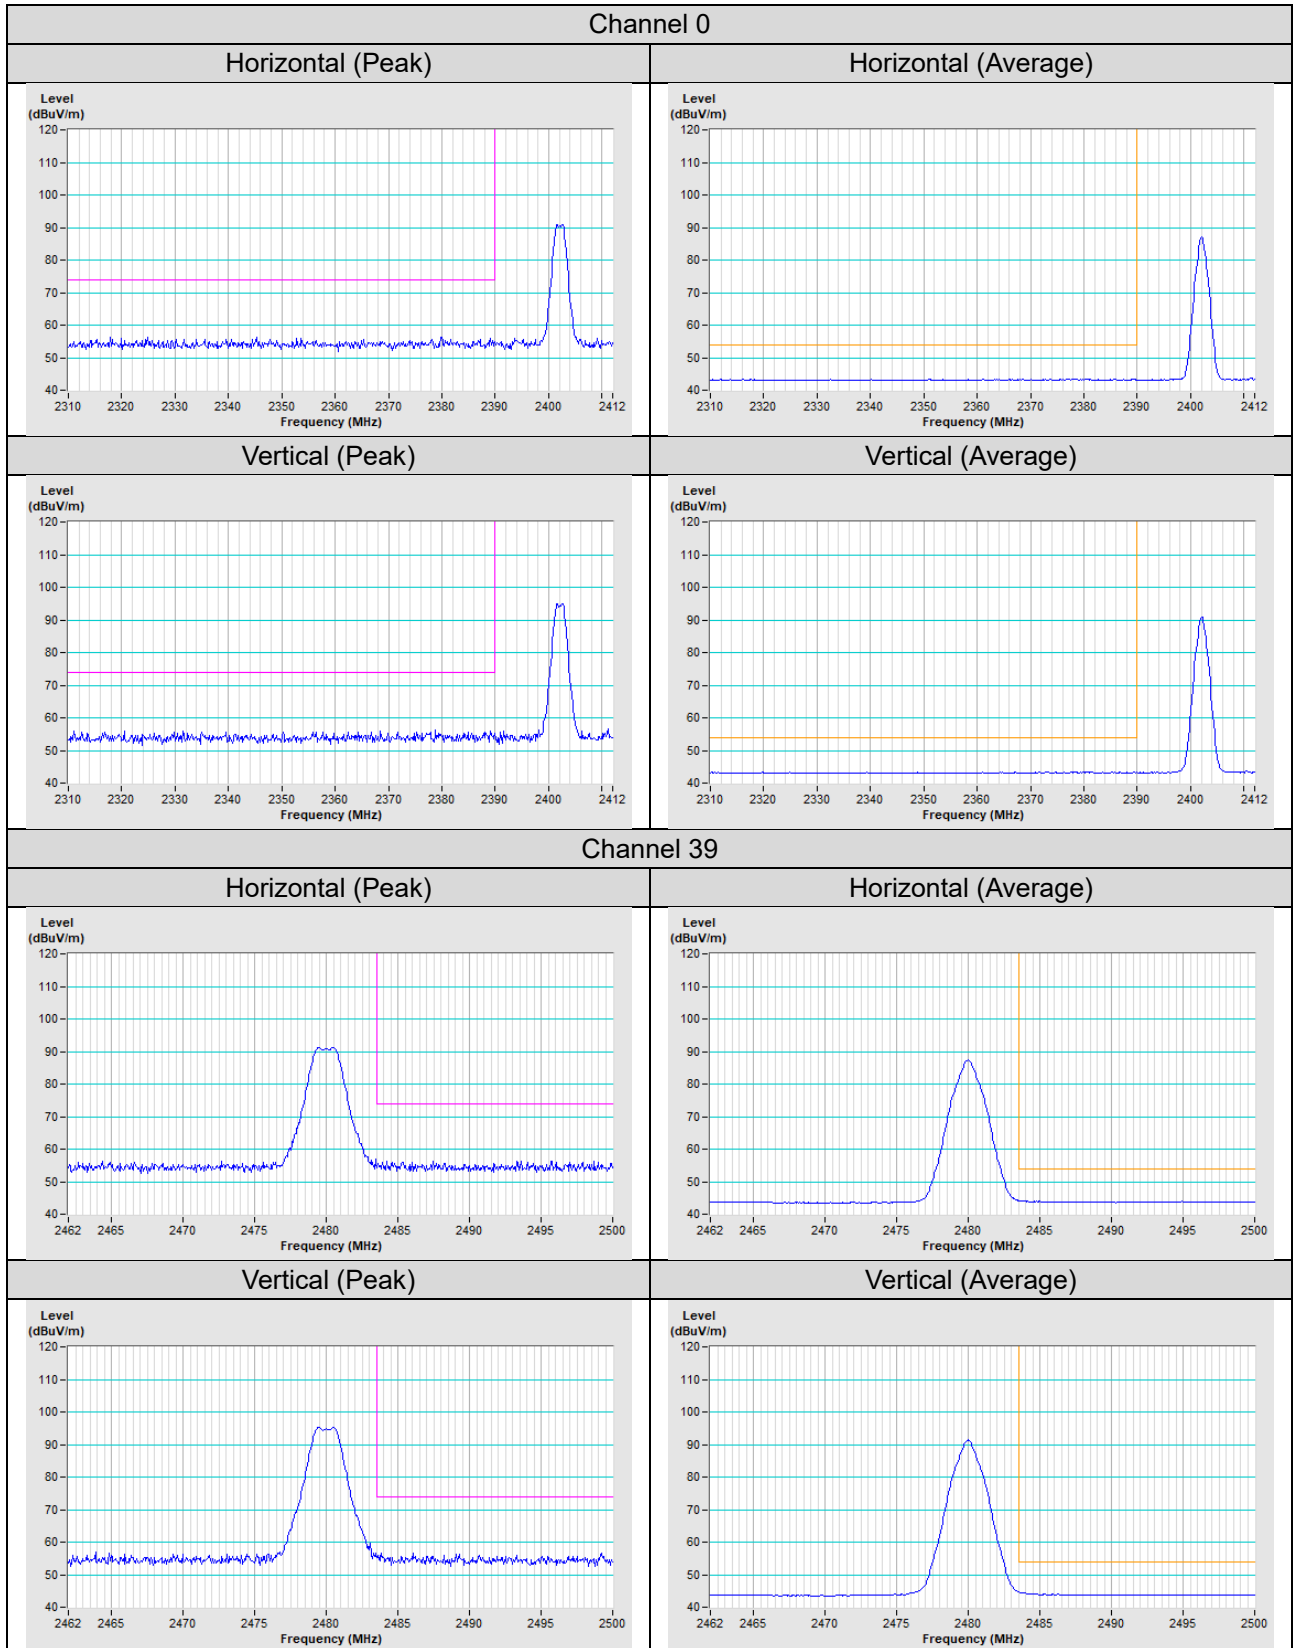 Channel 0
Horizontal (Peak)
Horizontal (Average)
Level
(dBuV/m)
120
110
100
90
80
70
60
50
40
2310 2320 2330 2340 2350 2360 2370 2380 2390 2400 2412
Frequency (MHz)
Level
(dBuV/m)
120
110
100
90
80
70
60
50
40
2310 2320 2330 2340 2350 2360 2370 2380 2390 2400 2412
Frequency (MHz)
Vertical (Peak)
Vertical (Average)
Level
(dBuV/m)
120
110
100
90
80
70
60
50
40
2310 2320 2330 2340 2350 2360 2370 2380 2390 2400 2412
Frequency (MHz)
Level
(dBuV/m)
120
110
100
90
80
70
60
50
40
2310 2320 2330 2340 2350 2360 2370 2380 2390 2400 2412
Frequency (MHz)
Channel 39
Horizontal (Peak)
Horizontal (Average)
Level
(dBuV/m)
120
110
100
90
80
70
60
50
40
2462 2465 2470 2475 2480 2485 2490 2495 2500
Frequency (MHz)
Level
(dBuV/m)
120
110
100
90
80
70
60
50
40
2462 2465 2470 2475 2480 2485 2490 2495 2500
Frequency (MHz)
Vertical (Peak)
Vertical (Average)
Level
(dBuV/m)
120
110
100
90
80
70
60
50
40
2462 2465 2470 2475 2480 2485 2490 2495 2500
Frequency (MHz)
Level
(dBuV/m)
120
110
100
90
80
70
60
50
40
2462 2465 2470 2475 2480 2485 2490 2495 2500
Frequency (MHz)